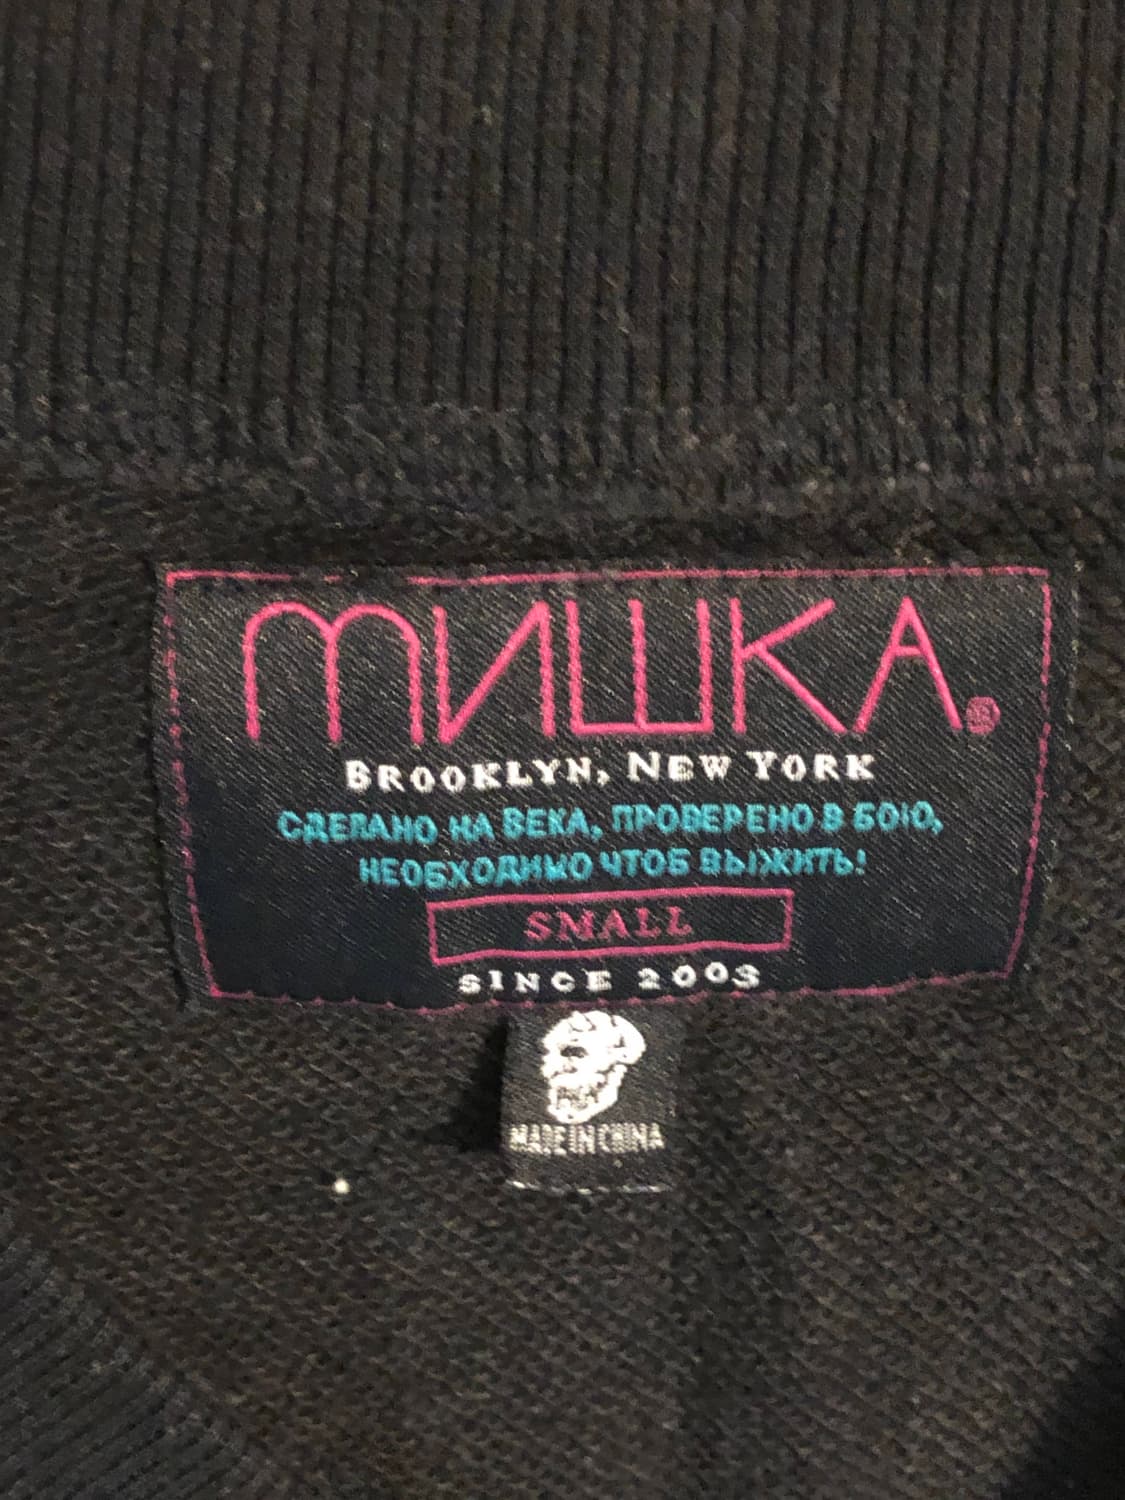 МИШКА®
BROOKLYN, NEW YORK
СДЕЛАНО НА ВЕКА, ПРОВЕРЕНО В БОЮ,
НЕОБХОДИМО ЧТОБ ВЫЖИТЬ!
SMALL
SINCE 2003
MADE IN CHINA